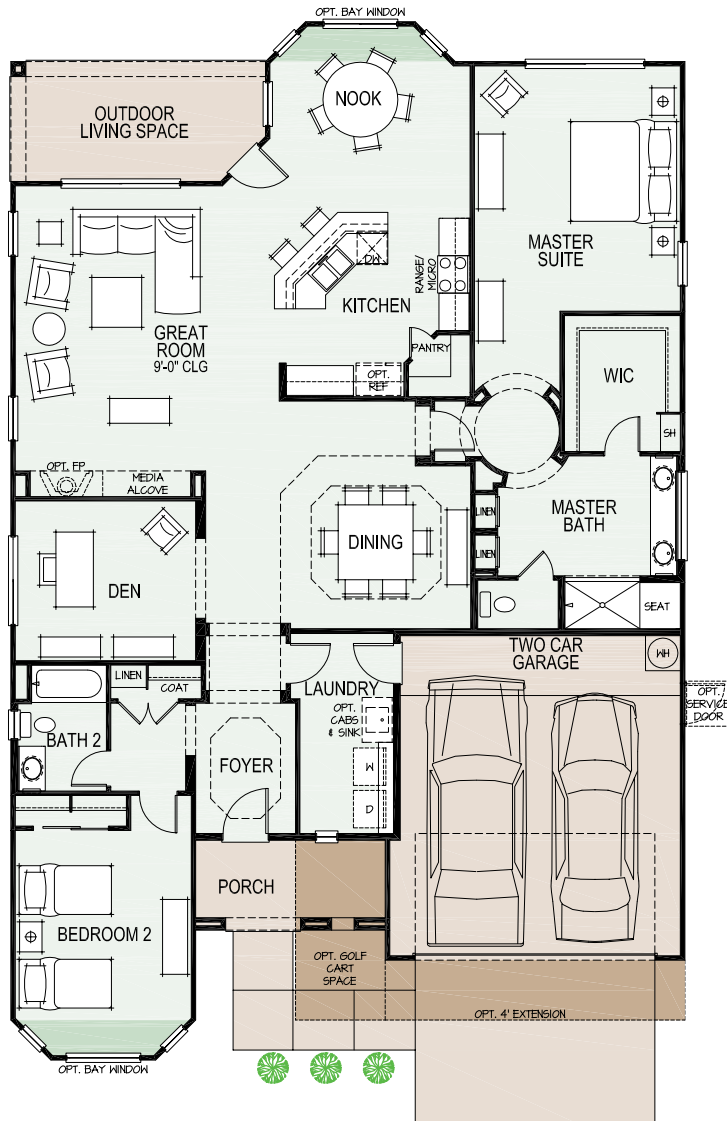 OPT. BAY WINDOW
OUTDOOR
LIVING SPACE
NOOK
MASTER
SUITE
DW
RANGE/
MICRO
KITCHEN
GREAT
ROOM
9'-0" CLG
PANTRY
OPT.
REF
WIC
SH
OPT. FP
MEDIA
ALCOVE
LINEN
LINEN
MASTER
BATH
DINING
DEN
SEAT
TWO CAR
GARAGE
WH
LINEN
COAT
LAUNDRY
OPT.
CABS
& SINK
OPT.
SERVICE
DOOR
BATH 2
FOYER
W
D
PORCH
BEDROOM 2
OPT. GOLF
CART
SPACE
OPT. 4' EXTENSION
OPT. BAY WINDOW